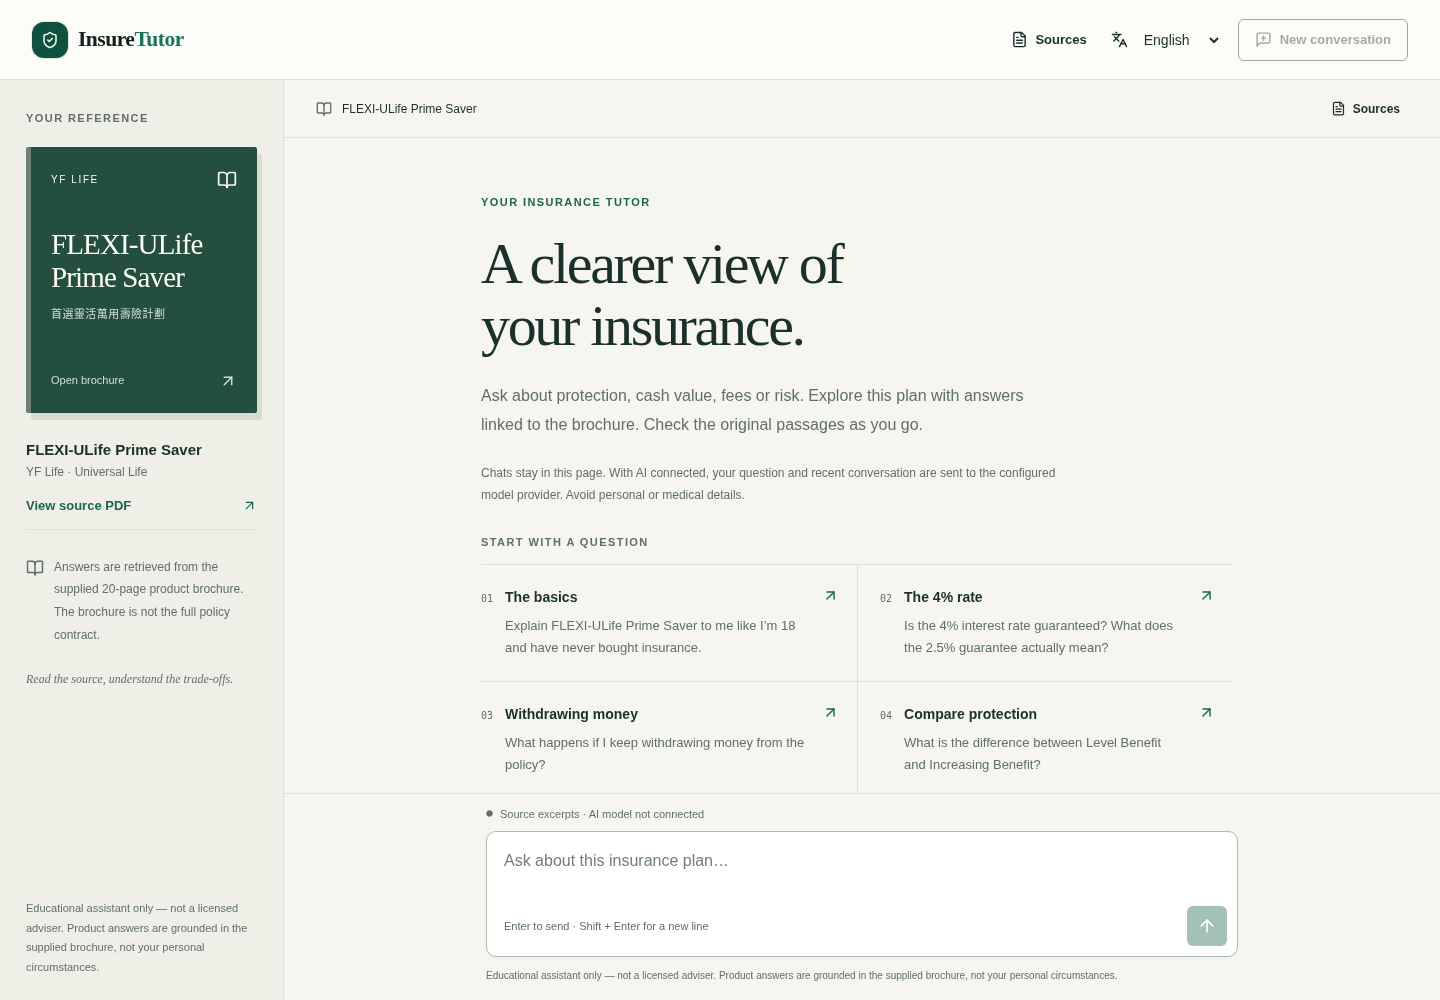 InsureTutor
Sources
English
New conversation
YOUR REFERENCE
YF LIFE
FLEXI-ULife
Prime Saver
首選靈活萬用壽險計劃
Open brochure
FLEXI-ULife Prime Saver
YF Life · Universal Life
View source PDF
Answers are retrieved from the
supplied 20-page product brochure.
The brochure is not the full policy
contract.
Read the source, understand the trade-offs.
Educational assistant only — not a licensed
adviser. Product answers are grounded in the
supplied brochure, not your personal
circumstances.
FLEXI-ULife Prime Saver
Sources
YOUR INSURANCE TUTOR
A clearer view of
your insurance.
Ask about protection, cash value, fees or risk. Explore this plan with answers
linked to the brochure. Check the original passages as you go.
Chats stay in this page. With AI connected, your question and recent conversation are sent to the configured
model provider. Avoid personal or medical details.
START WITH A QUESTION
01 The basics
Explain FLEXI-ULife Prime Saver to me like I’m 18
and have never bought insurance.
02 The 4% rate
Is the 4% interest rate guaranteed? What does
the 2.5% guarantee actually mean?
03 Withdrawing money
What happens if I keep withdrawing money from the
policy?
04 Compare protection
What is the difference between Level Benefit
and Increasing Benefit?
Source excerpts · AI model not connected
Ask about this insurance plan…
Enter to send · Shift + Enter for a new line
Educational assistant only — not a licensed adviser. Product answers are grounded in the supplied brochure, not your personal circumstances.